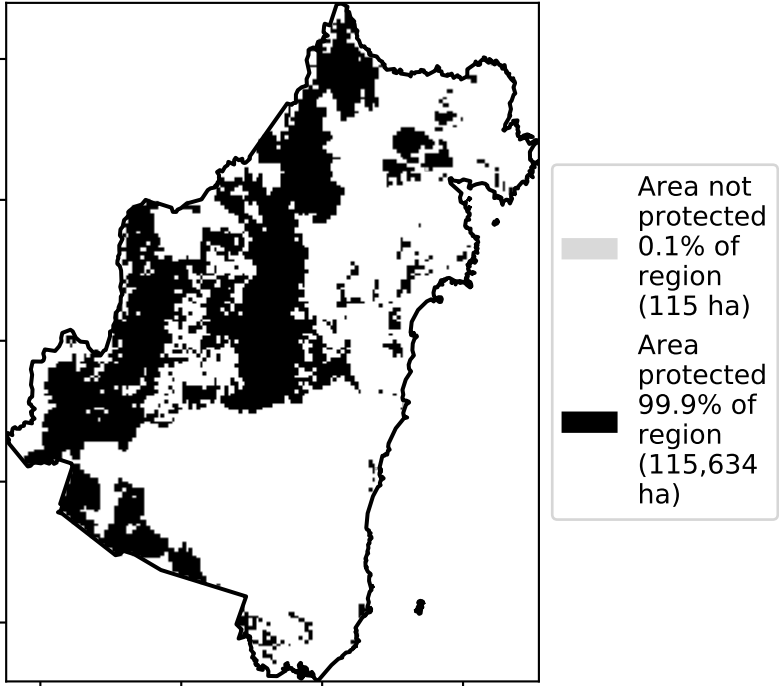 Area not
protected
0.1% of
region
(115 ha)
Area
protected
99.9% of
region
(115,634
ha)